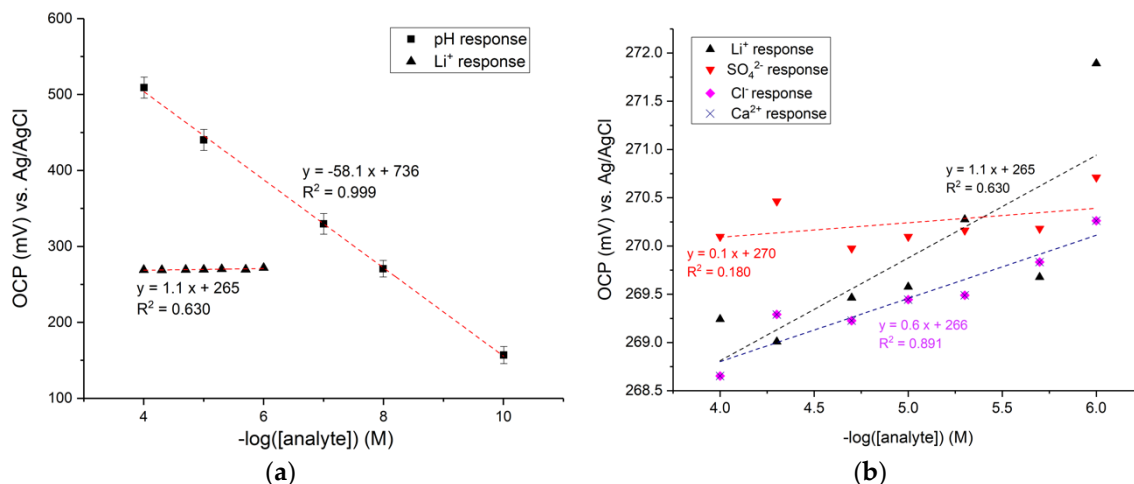 600
500
400
300
200
100
OCP (mV) vs. Ag/AgCl
pH response
Li⁺ response
y = -58.1 x + 736
R² = 0.999
y = 1.1 x + 265
R² = 0.630
4
6
8
10
-log([analyte]) (M)
(a)
272.0
271.5
271.0
270.5
270.0
269.5
269.0
268.5
OCP (mV) vs. Ag/AgCl
Li⁺ response
SO₄²⁻ response
Cl⁻ response
Ca²⁺ response
y = 1.1 x + 265
R² = 0.630
y = 0.1 x + 270
R² = 0.180
y = 0.6 x + 266
R² = 0.891
4.0
4.5
5.0
5.5
6.0
-log([analyte]) (M)
(b)